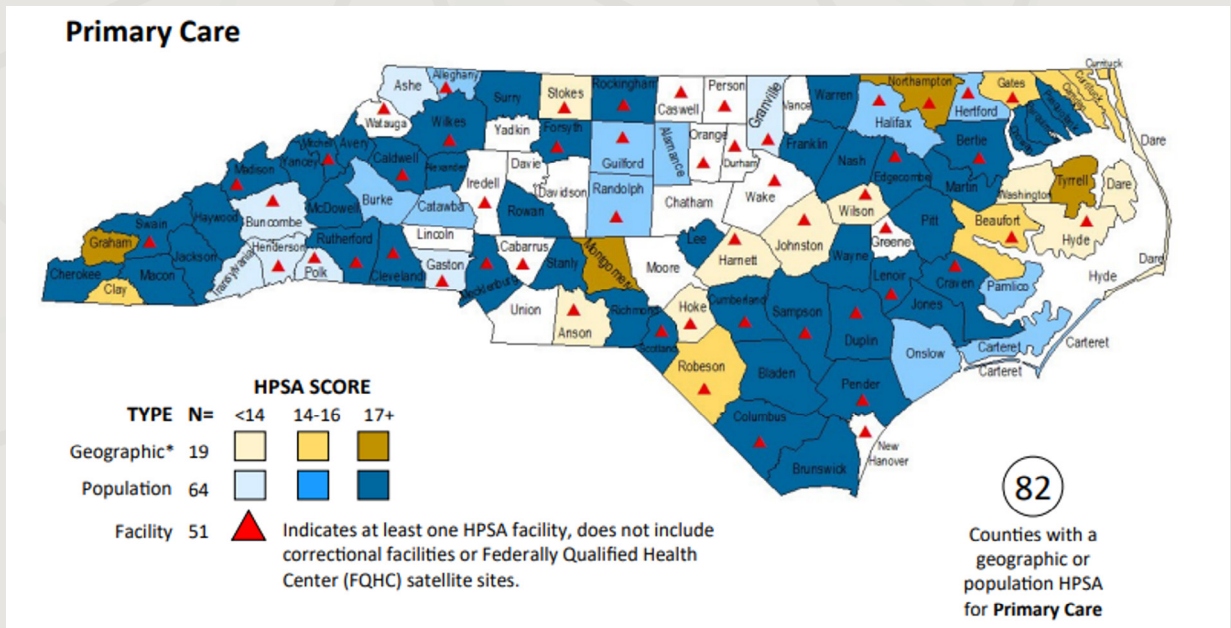 Primary Care
Currituck
Ashe
Alleghany
Surry
Stokes
Rockingham
Caswell
Person
Granville
Vance
Warren
Northampton
Gates
Hertford
Halifax
Watauga
Wilkes
Yadkin
Forsyth
Guilford
Alamance
Orange
Durham
Franklin
Nash
Edgecombe
Bertie
Dare
Mitchell
Avery
Yancey
Caldwell
Alexander
Iredell
Davie
Davidson
Randolph
Chatham
Wake
Wilson
Martin
Washington
Tyrrell
Dare
Madison
Buncombe
McDowell
Burke
Catawba
Rowan
Lincoln
Swain
Haywood
Graham
Jackson
Henderson
Rutherford
Cleveland
Gaston
Cabarrus
Stanly
Montgomery
Moore
Lee
Harnett
Johnston
Wayne
Greene
Pitt
Beaufort
Hyde
Dare
Cherokee
Clay
Macon
Transylvania
Polk
Mecklenburg
Union
Anson
Richmond
Scotland
Hoke
Cumberland
Sampson
Duplin
Lenoir
Jones
Craven
Pamlico
Hyde
Carteret
Carteret
Carteret
Onslow
Robeson
Bladen
Pender
Columbus
Brunswick
New
Hanover
HPSA SCORE
TYPE N= <14 14-16 17+
Geographic* 19
Population 64
Facility 51 Indicates at least one HPSA facility, does not include
correctional facilities or Federally Qualified Health
Center (FQHC) satellite sites.
82
Counties with a
geographic or
population HPSA
for Primary Care